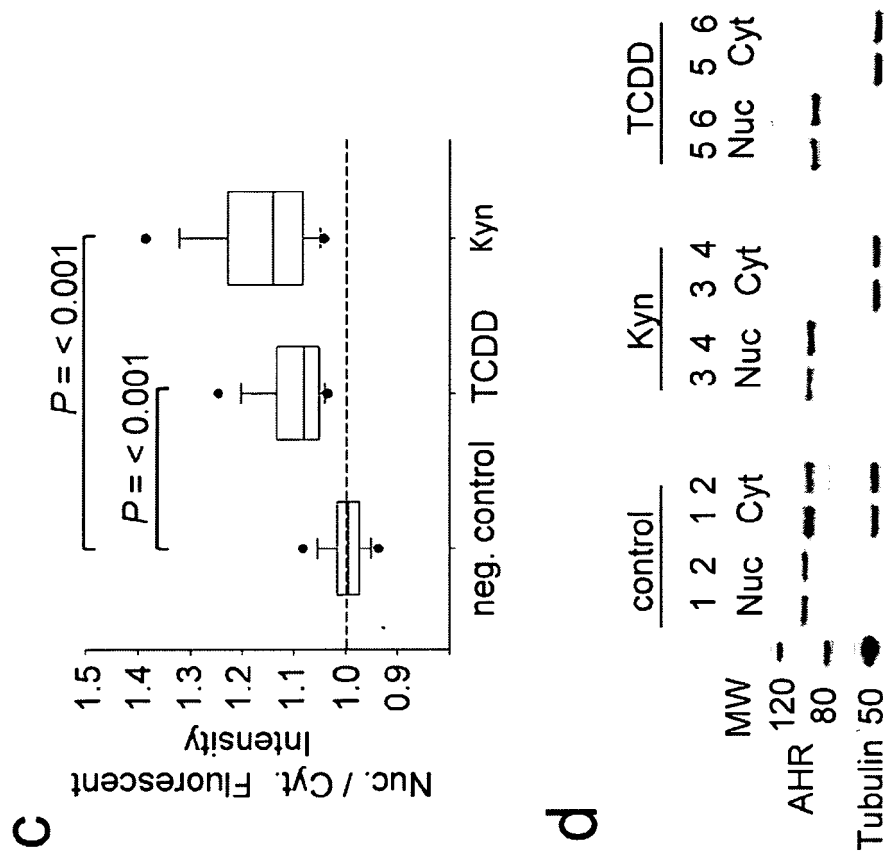 c
P = < 0.001
P = < 0.001
Nuc. / Cyt. Fluorescent
Intensity
1.5
1.4
1.3
1.2
1.1
1.0
0.9
neg. control TCDD Kyn
d
control Kyn TCDD
1 2 1 2 3 4 3 4 5 6 5 6
MW Nuc Cyt Nuc Cyt Nuc Cyt
120
AHR
80
Tubulin 50